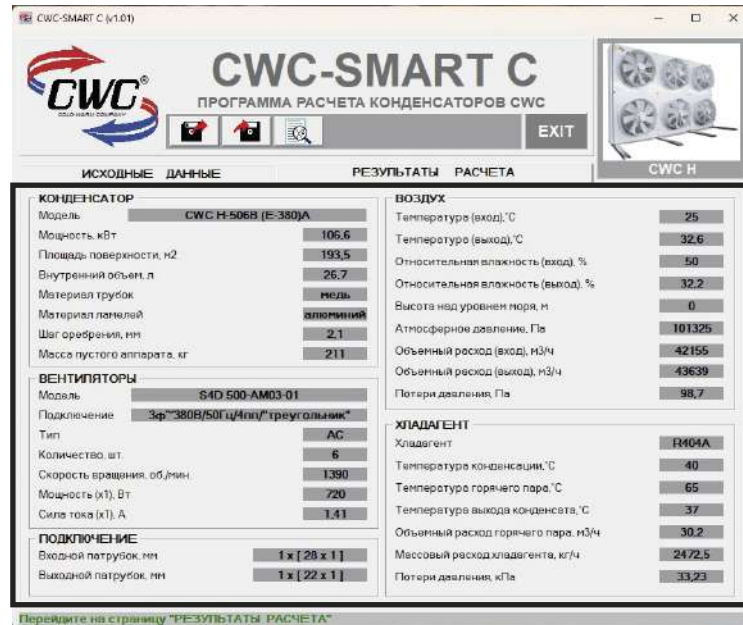 CWC-SMART C (v1.01)
CWC®
COLD WARM COMPANY
CWC-SMART C
ПРОГРАММА РАСЧЕТА КОНДЕНСАТОРОВ CWC
EXIT
CWC H
ИСХОДНЫЕ ДАННЫЕ
РЕЗУЛЬТАТЫ РАСЧЕТА
КОНДЕНСАТОР
Модель CWC H-506B (E-380)A
Мощность, кВт 106,6
Площадь поверхности, м2 193,5
Внутренний объем, л 26,7
Материал трубок медь
Материал ламелей алюминий
Шаг оребрения, мм 2,1
Масса пустого аппарата, кг 211
ВЕНТИЛЯТОРЫ
Модель S4D 500-AM03-01
Подключение 3ф~380В/50Гц/4пп/"треугольник"
Тип AC
Количество, шт. 6
Скорость вращения, об./мин. 1390
Мощность (x1), Вт 720
Сила тока (x1), А 1,41
ПОДКЛЮЧЕНИЕ
Входной патрубок, мм 1 x [ 28 x 1 ]
Выходной патрубок, мм 1 x [ 22 x 1 ]
ВОЗДУХ
Температура (вход),°C 25
Температура (выход),°C 32,6
Относительная влажность (вход), % 50
Относительная влажность (выход), % 32,2
Высота над уровнем моря, м 0
Атмосферное давление, Па 101325
Объемный расход (вход), м3/ч 42155
Объемный расход (выход), м3/ч 43639
Потери давления, Па 98,7
ХЛАДАГЕНТ
Хладагент R404A
Температура конденсации,°C 40
Температура горячего пара,°C 65
Температура выхода конденсата,°C 37
Объемный расход горячего пара, м3/ч 30,2
Массовый расход хладагента, кг/ч 2472,5
Потери давления, кПа 33,23
Перейдите на страницу "РЕЗУЛЬТАТЫ РАСЧЕТА"